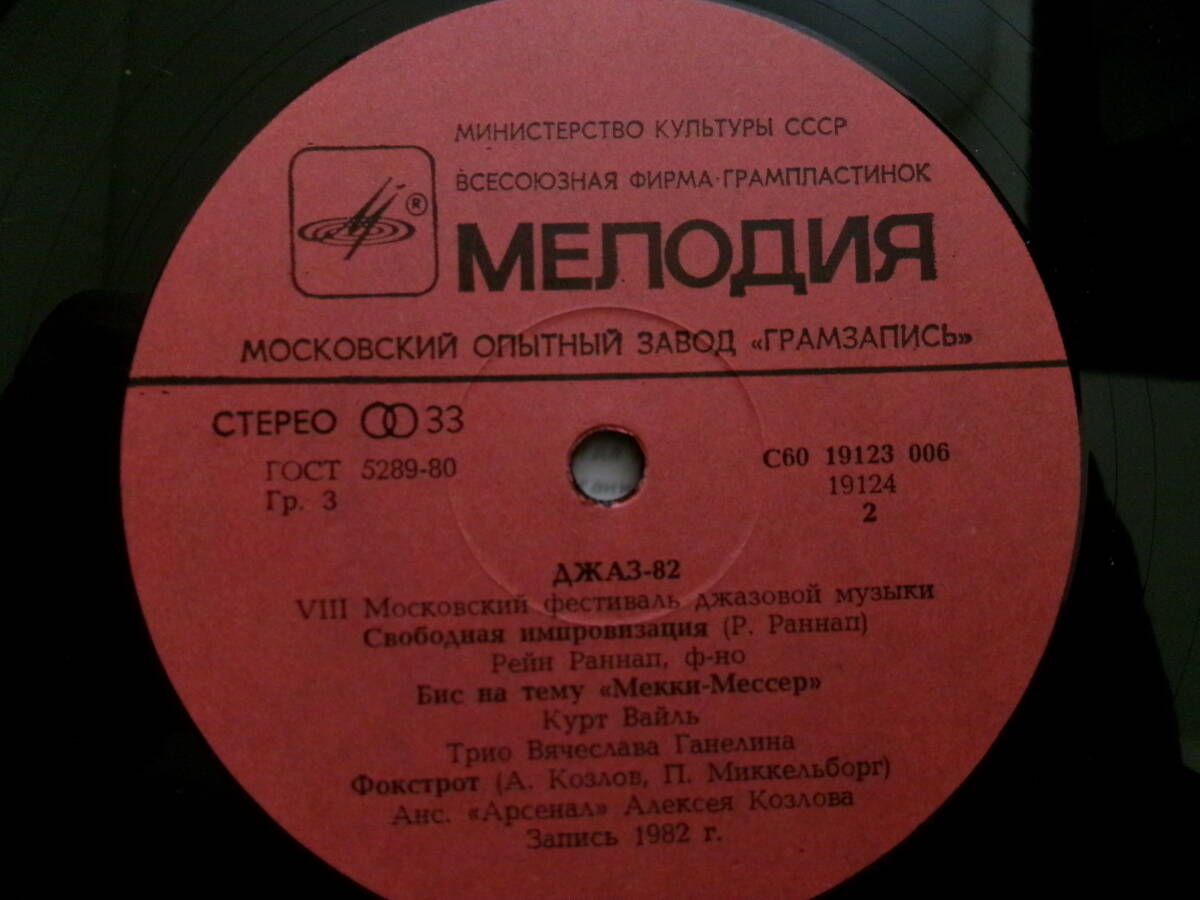 МИНИСТЕРСТВО КУЛЬТУРЫ СССР
ВСЕСОЮЗНАЯ ФИРМА·ГРАМПЛАСТИНОК
®
МЕЛОДИЯ
МОСКОВСКИЙ ОПЫТНЫЙ ЗАВОД «ГРАМЗАПИСЬ»
СТЕРЕО 33
ГОСТ 5289-80
Гр. 3
С60 19123 006
19124
2
ДЖАЗ-82
VIII Московский фестиваль джазовой музыки
Свободная импровизация (Р. Раннап)
Рейн Раннап, ф-но
Бис на тему «Мекки-Мессер»
Курт Вайль
Трио Вячеслава Ганелина
Фокстрот (А. Козлов, П. Миккельборг)
Анс. «Арсенал» Алексея Козлова
Запись 1982 г.